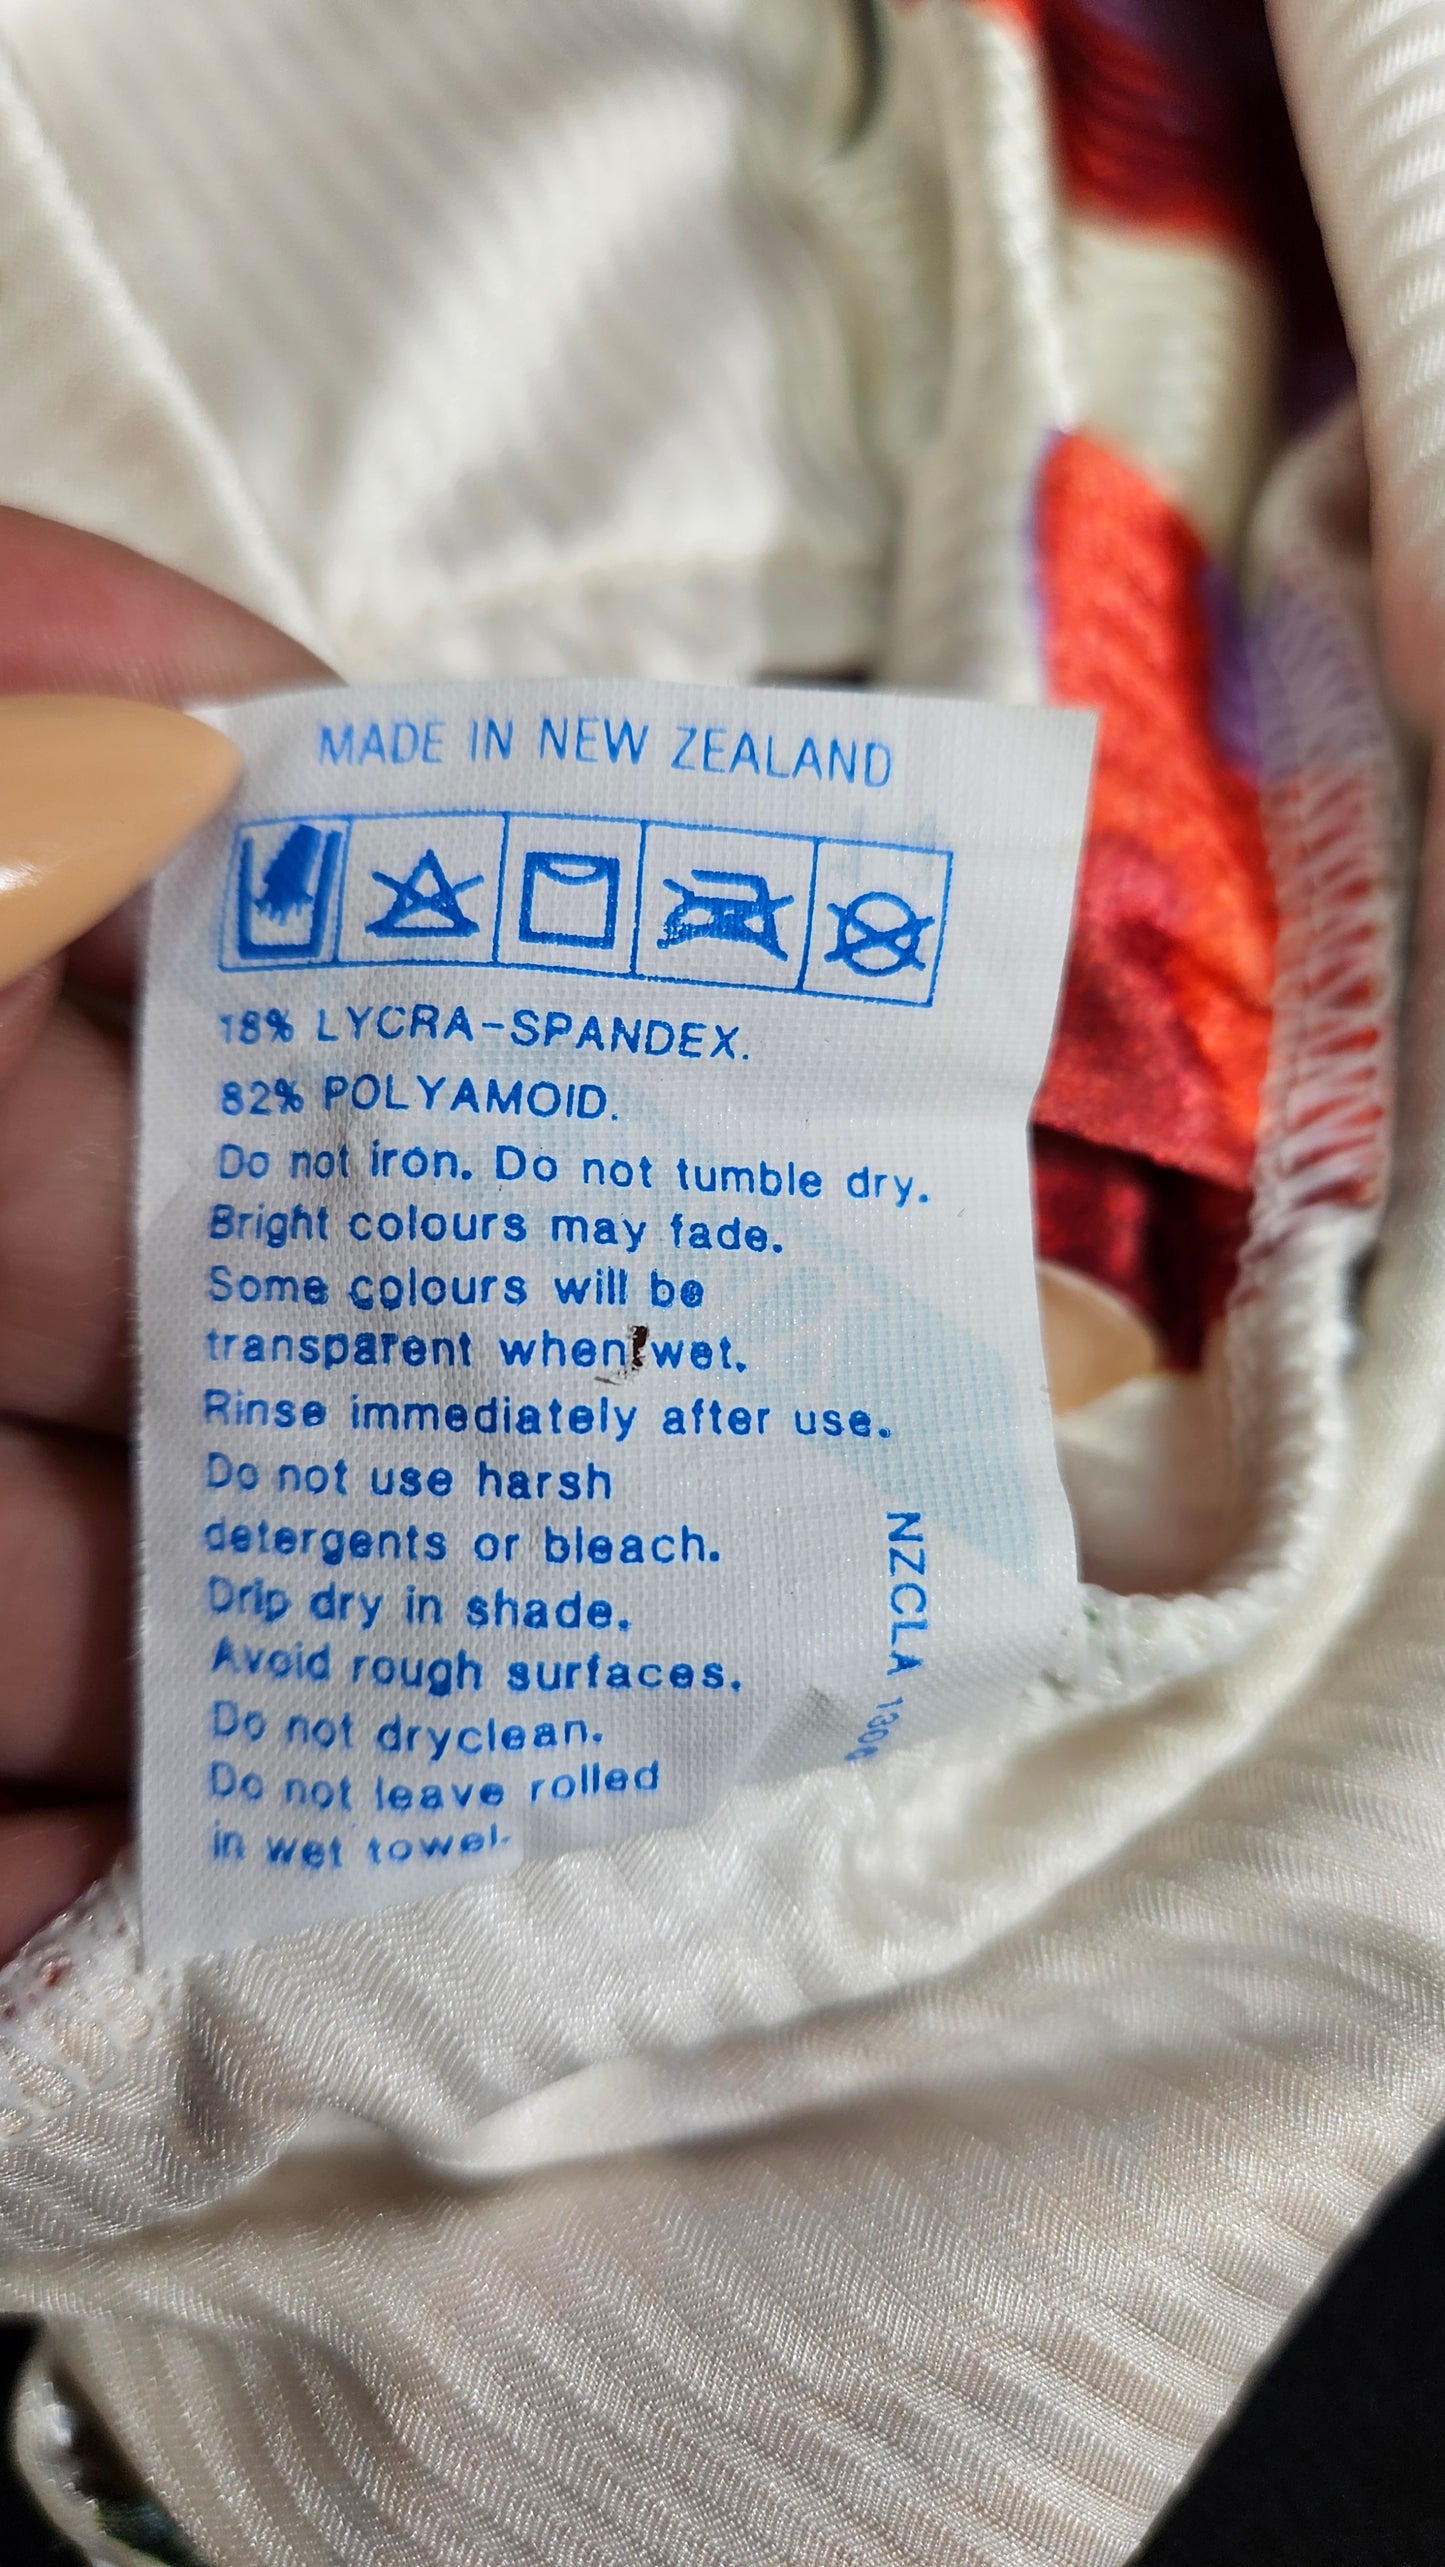 MADE IN NEW ZEALAND
18% LYCRA-SPANDEX.
82% POLYAMOID.
Do not iron. Do not tumble dry.
Bright colours may fade.
Some colours will be
transparent when wet.
Rinse immediately after use.
Do not use harsh
detergents or bleach.
Drip dry in shade.
Avoid rough surfaces.
Do not dryclean.
Do not leave rolled
in wet towel.
NZCLA